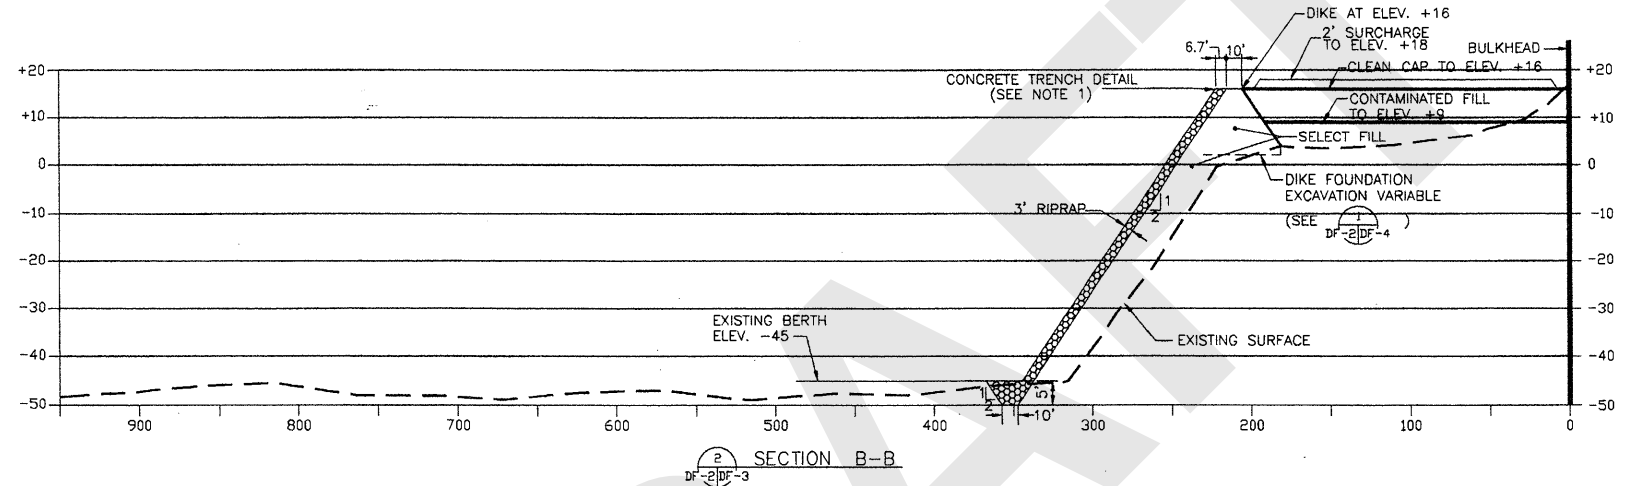 DIKE AT ELEV. +16
2' SURCHARGE
TO ELEV. +18
BULKHEAD
6.7'
10'
CLEAN CAP TO ELEV. +16
CONCRETE TRENCH DETAIL
(SEE NOTE 1)
CONTAMINATED FILL
TO ELEV. +9
SELECT FILL
DIKE FOUNDATION
EXCAVATION VARIABLE
(SEE 1 DF-2 DF-4 )
3' RIPRAP
1
2
EXISTING BERTH
ELEV. -45
EXISTING SURFACE
1
2
5'
10'
+20
+10
0
-10
-20
-30
-40
-50
+20
+10
0
-10
-20
-30
-40
-50
900 800 700 600 500 400 300 200 100 0
2 SECTION B-B
DF-2 DF-3
DRAFT